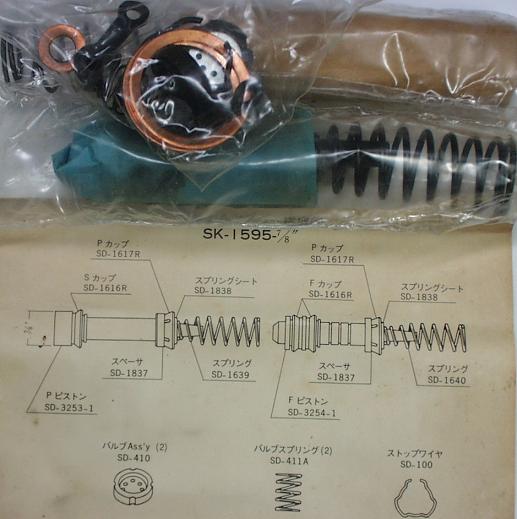 SK-1595-7/8"
Pカップ
SD-1617R
Sカップ
SD-1616R
スプリングシート
SD-1838
7/8"
スペーサ
SD-1837
スプリング
SD-1639
Pピストン
SD-3253-1
Pカップ
SD-1617R
Fカップ
SD-1616R
スプリングシート
SD-1838
スペーサ
SD-1837
スプリング
SD-1640
Fピストン
SD-3254-1
バルブAss'y (2)
SD-410
バルブスプリング(2)
SD-411A
ストップワイヤ
SD-100